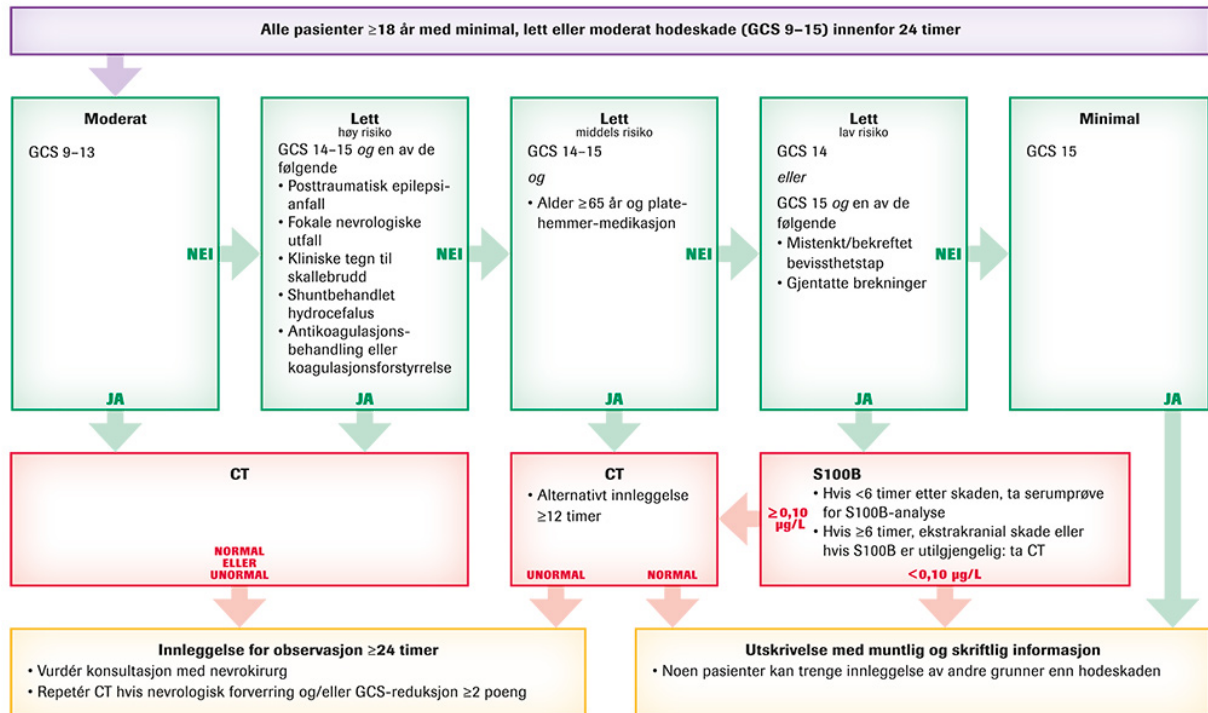 Alle pasienter ≥18 år med minimal, lett eller moderat hodeskade (GCS 9–15) innenfor 24 timer
Moderat
GCS 9–13
NEI
JA
Lett
høy risiko
GCS 14–15 og en av de
følgende
• Posttraumatisk epilepsi-
anfall
• Fokale nevrologiske
utfall
• Kliniske tegn til
skallebrudd
• Shuntbehandlet
hydrocefalus
• Antikoagulasjons-
behandling eller
koagulasjonsforstyrrelse
NEI
JA
Lett
middels risiko
GCS 14–15
og
• Alder ≥65 år og plate-
hemmer-medikasjon
NEI
JA
Lett
lav risiko
GCS 14
eller
GCS 15 og en av de
følgende
• Mistenkt/bekreftet
bevissthetstap
• Gjentatte brekninger
NEI
JA
Minimal
GCS 15
JA
CT
NORMAL
ELLER
UNORMAL
CT
• Alternativt innleggelse
≥12 timer
UNORMAL
NORMAL
S100B
• Hvis <6 timer etter skaden, ta serumprøve
for S100B-analyse
• Hvis ≥6 timer, ekstrakranial skade eller
hvis S100B er utilgjengelig: ta CT
≥0,10
µg/L
<0,10 µg/L
Innleggelse for observasjon ≥24 timer
• Vurdér konsultasjon med nevrokirurg
• Repetér CT hvis nevrologisk forverring og/eller GCS-reduksjon ≥2 poeng
Utskrivelse med muntlig og skriftlig informasjon
• Noen pasienter kan trenge innleggelse av andre grunner enn hodeskaden